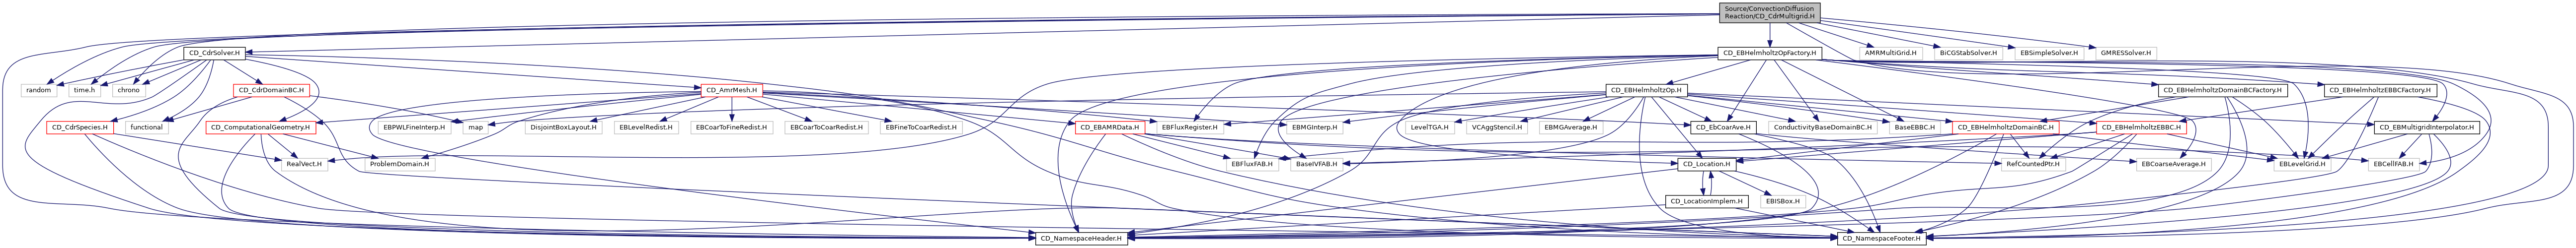 Source/ConvectionDiffusion
Reaction/CD_CdrMultigrid.H
CD_CdrSolver.H
CD_EBHelmholtzOpFactory.H
AMRMultiGrid.H
BiCGStabSolver.H
EBSimpleSolver.H
GMRESSolver.H
random
time.h
chrono
CD_CdrDomainBC.H
CD_AmrMesh.H
CD_EBHelmholtzOp.H
CD_EBHelmholtzDomainBCFactory.H
CD_EBHelmholtzEBBCFactory.H
CD_CdrSpecies.H
functional
CD_ComputationalGeometry.H
EBPWLFineInterp.H
map
DisjointBoxLayout.H
EBLevelRedist.H
EBCoarToFineRedist.H
EBCoarToCoarRedist.H
EBFineToCoarRedist.H
CD_EBAMRData.H
EBFluxRegister.H
EBMGInterp.H
LevelTGA.H
VCAggStencil.H
EBMGAverage.H
CD_EbCoarAve.H
ConductivityBaseDomainBC.H
BaseEBBC.H
CD_EBHelmholtzDomainBC.H
CD_EBHelmholtzEBBC.H
CD_EBMultigridInterpolator.H
RealVect.H
ProblemDomain.H
EBFluxFAB.H
BaseIVFAB.H
CD_Location.H
RefCountedPtr.H
EBCoarseAverage.H
EBLevelGrid.H
EBCellFAB.H
CD_LocationImplem.H
EBISBox.H
CD_NamespaceHeader.H
CD_NamespaceFooter.H